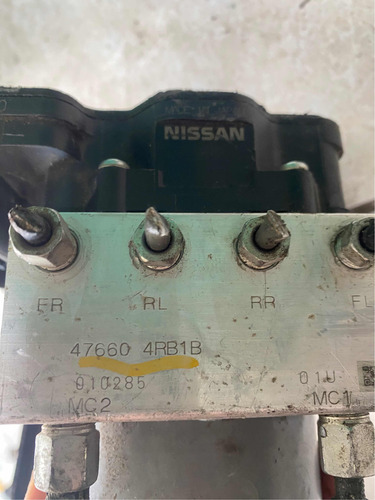 NISSAN
FR RL RR FL
47660 4RB1B
910285 01U
MC2 MC1